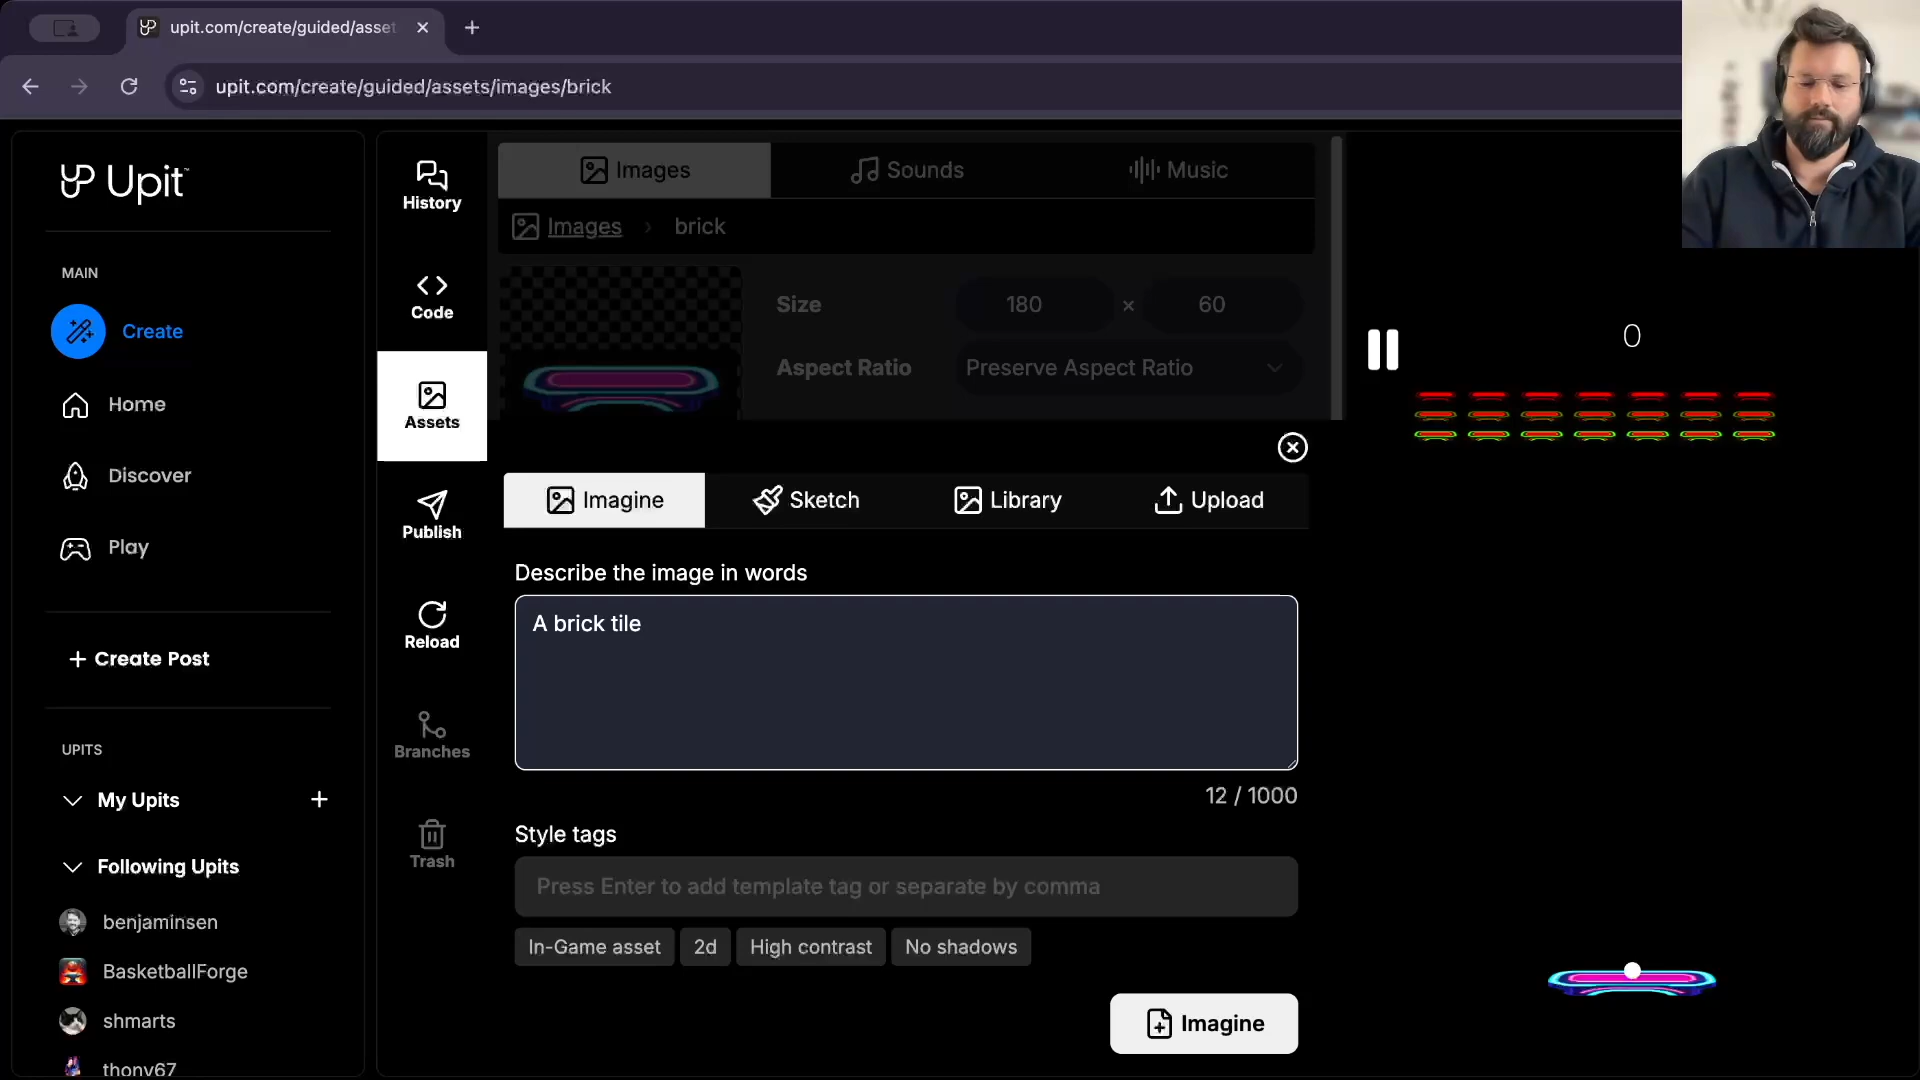 upit.com/create/guided/asset
upit.com/create/guided/assets/images/brick
Upit
MAIN
Create
Home
Discover
Play
+ Create Post
UPITS
My Upits
Following Upits
benjaminsen
BasketballForge
shmarts
thony67
History
Code
Assets
Publish
Reload
Branches
Trash
Images
Sounds
Music
Images › brick
Size 180 × 60
Aspect Ratio Preserve Aspect Ratio
Imagine
Sketch
Library
Upload
Describe the image in words
A brick tile
12 / 1000
Style tags
Press Enter to add template tag or separate by comma
In-Game asset 2d High contrast No shadows
Imagine
0